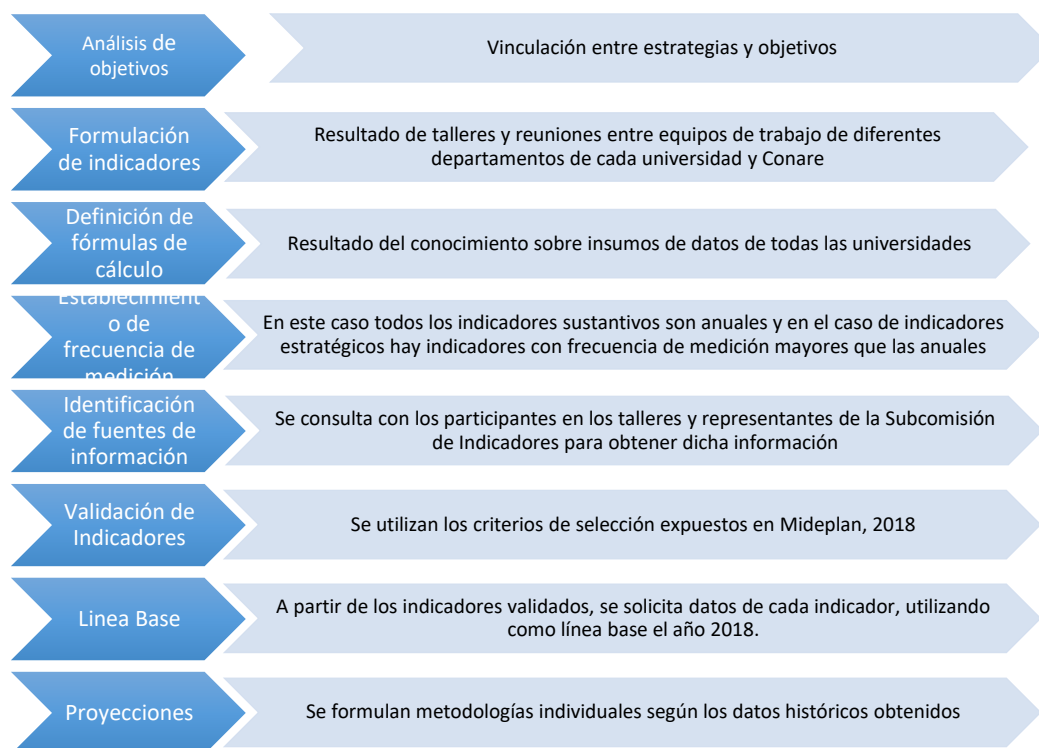 Análisis de
objetivos
Vinculación entre estrategias y objetivos
Formulación
de indicadores
Resultado de talleres y reuniones entre equipos de trabajo de diferentes
departamentos de cada universidad y Conare
Definición de
fórmulas de
cálculo
Resultado del conocimiento sobre insumos de datos de todas las universidades
Establecimient
o de
frecuencia de
medición
En este caso todos los indicadores sustantivos son anuales y en el caso de indicadores
estratégicos hay indicadores con frecuencia de medición mayores que las anuales
Identificación
de fuentes de
información
Se consulta con los participantes en los talleres y representantes de la Subcomisión
de Indicadores para obtener dicha información
Validación de
Indicadores
Se utilizan los criterios de selección expuestos en Mideplan, 2018
Linea Base
A partir de los indicadores validados, se solicita datos de cada indicador, utilizando
como línea base el año 2018.
Proyecciones
Se formulan metodologías individuales según los datos históricos obtenidos